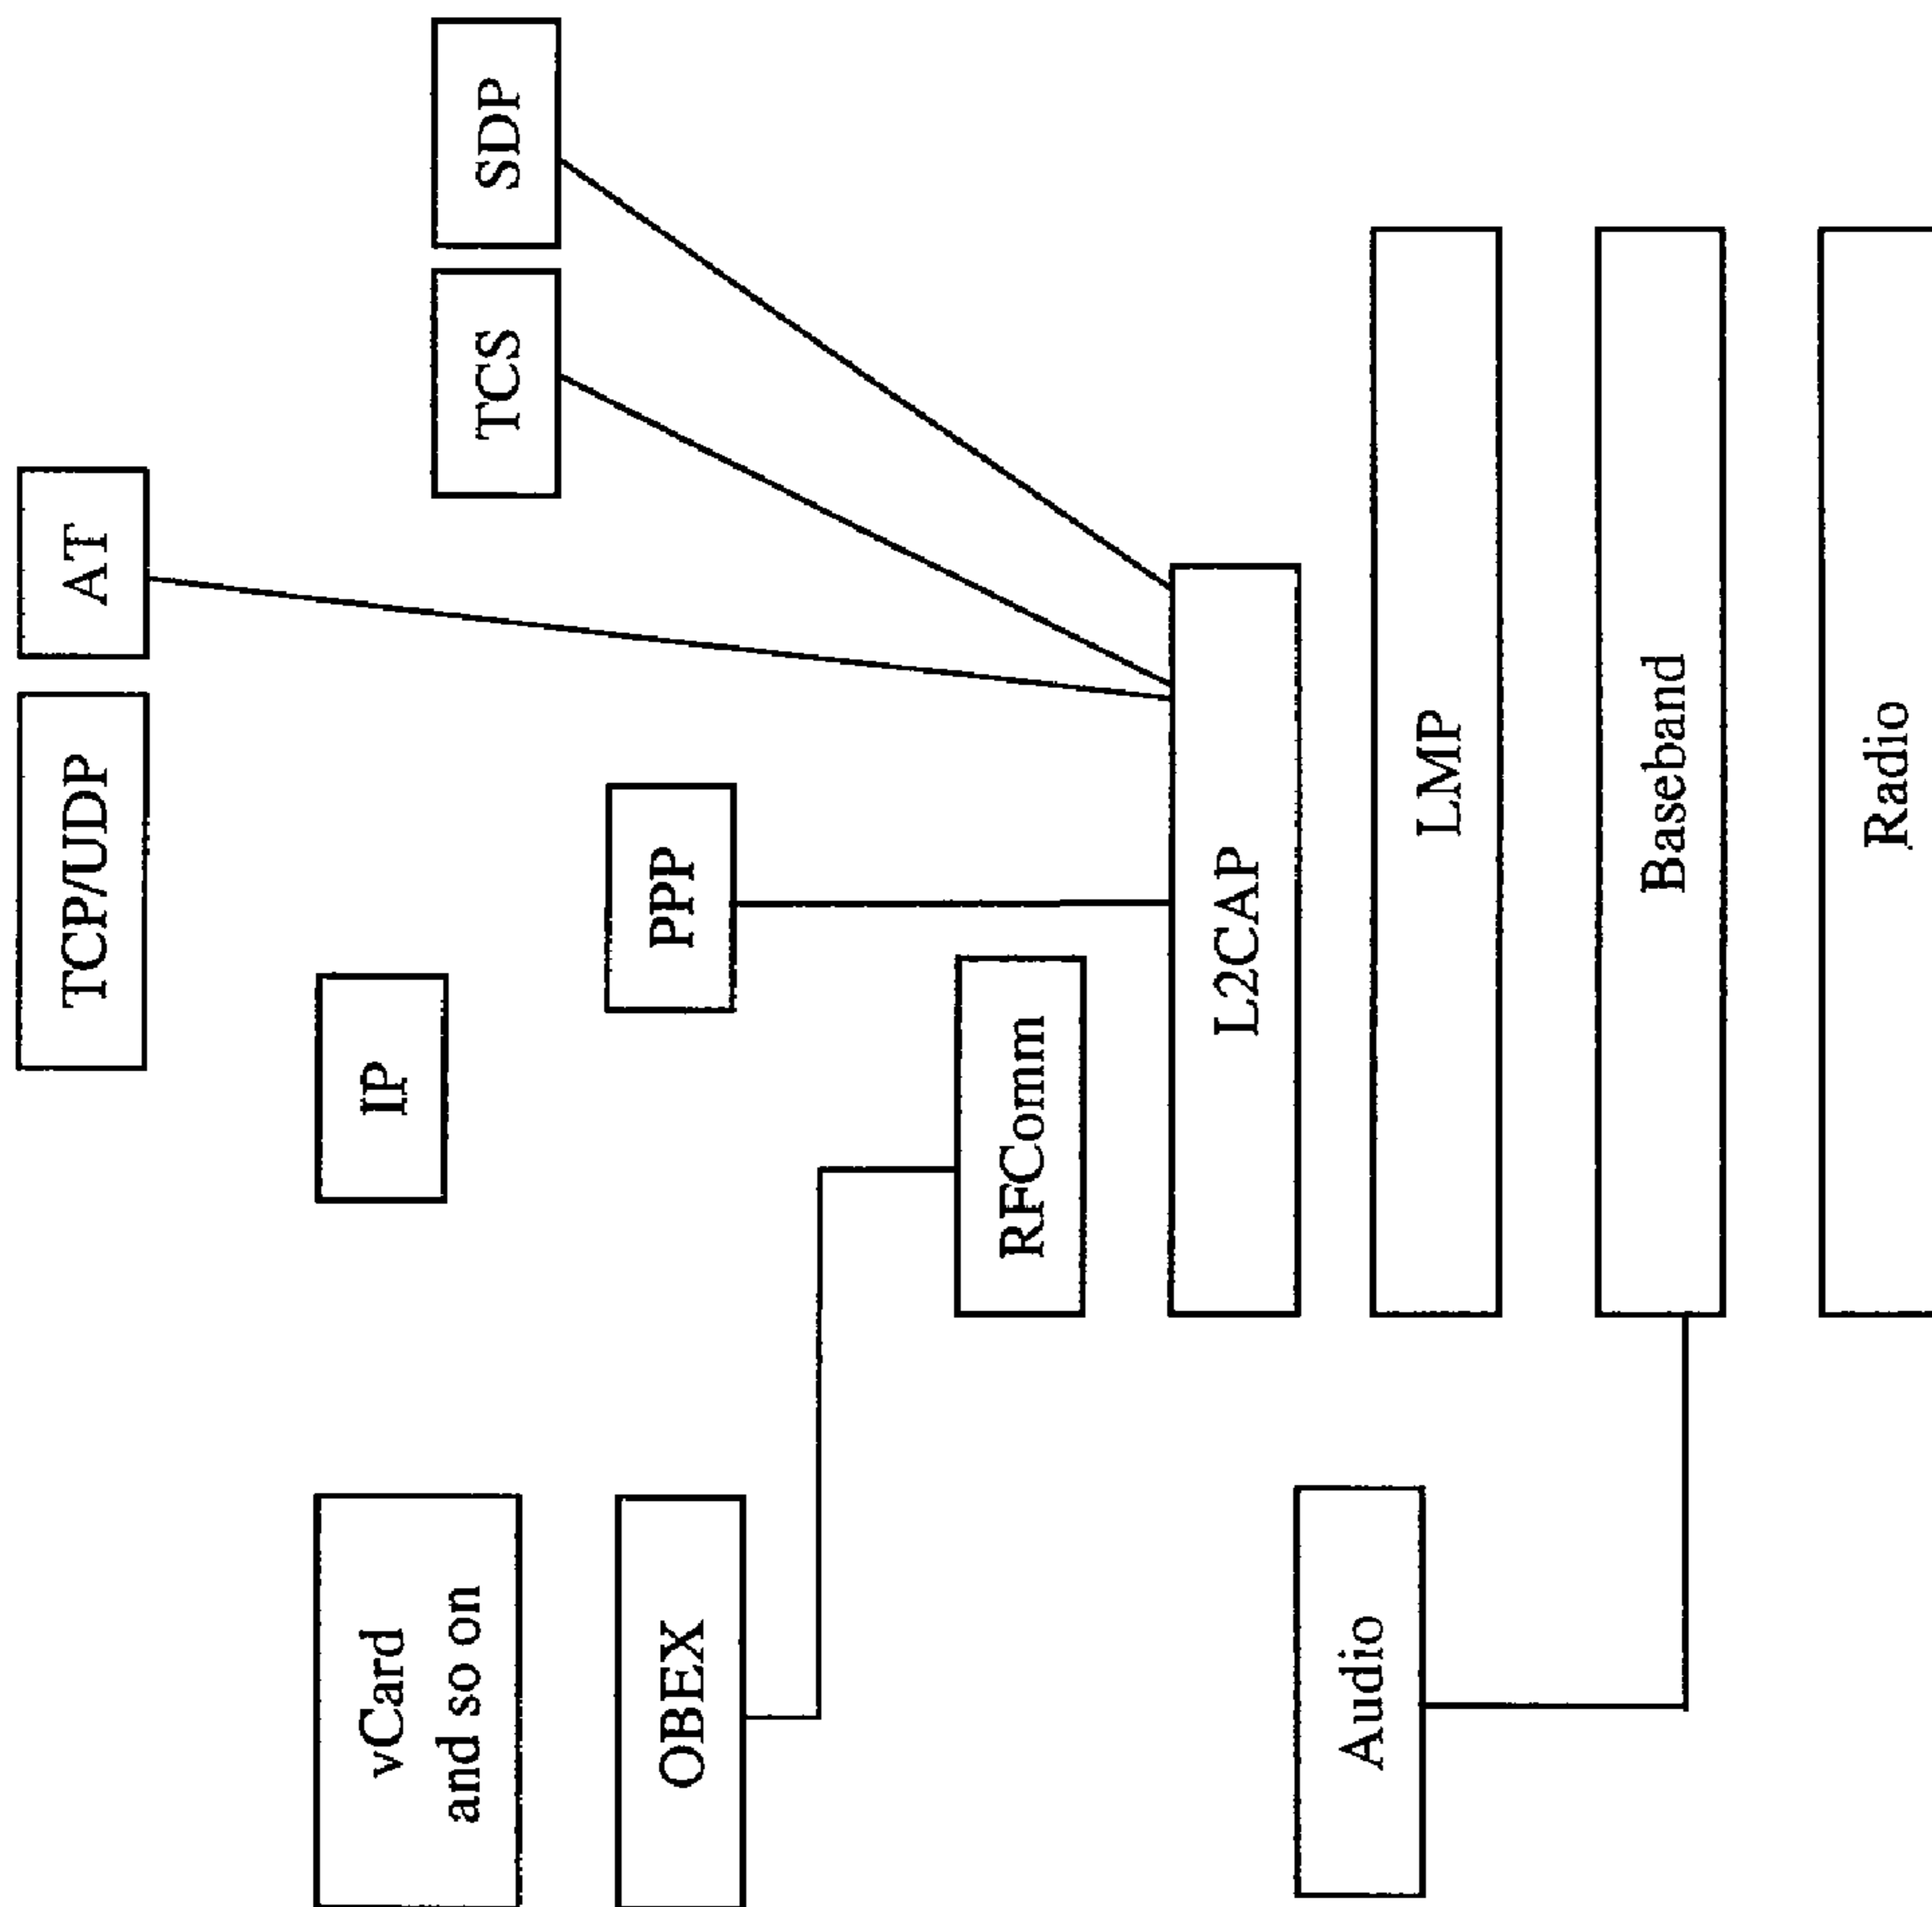 TCP/UDP
AT
vCard
and so on
IP
TCS
SDP
OBEX
PPP
RFComm
L2CAP
Audio
LMP
Baseband
Radio